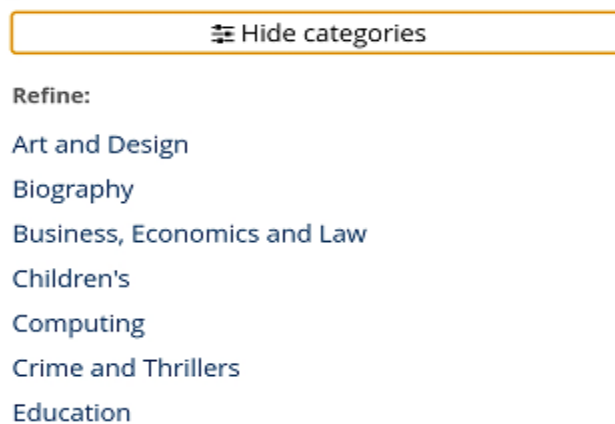 Hide categories
Refine:
Art and Design
Biography
Business, Economics and Law
Children's
Computing
Crime and Thrillers
Education